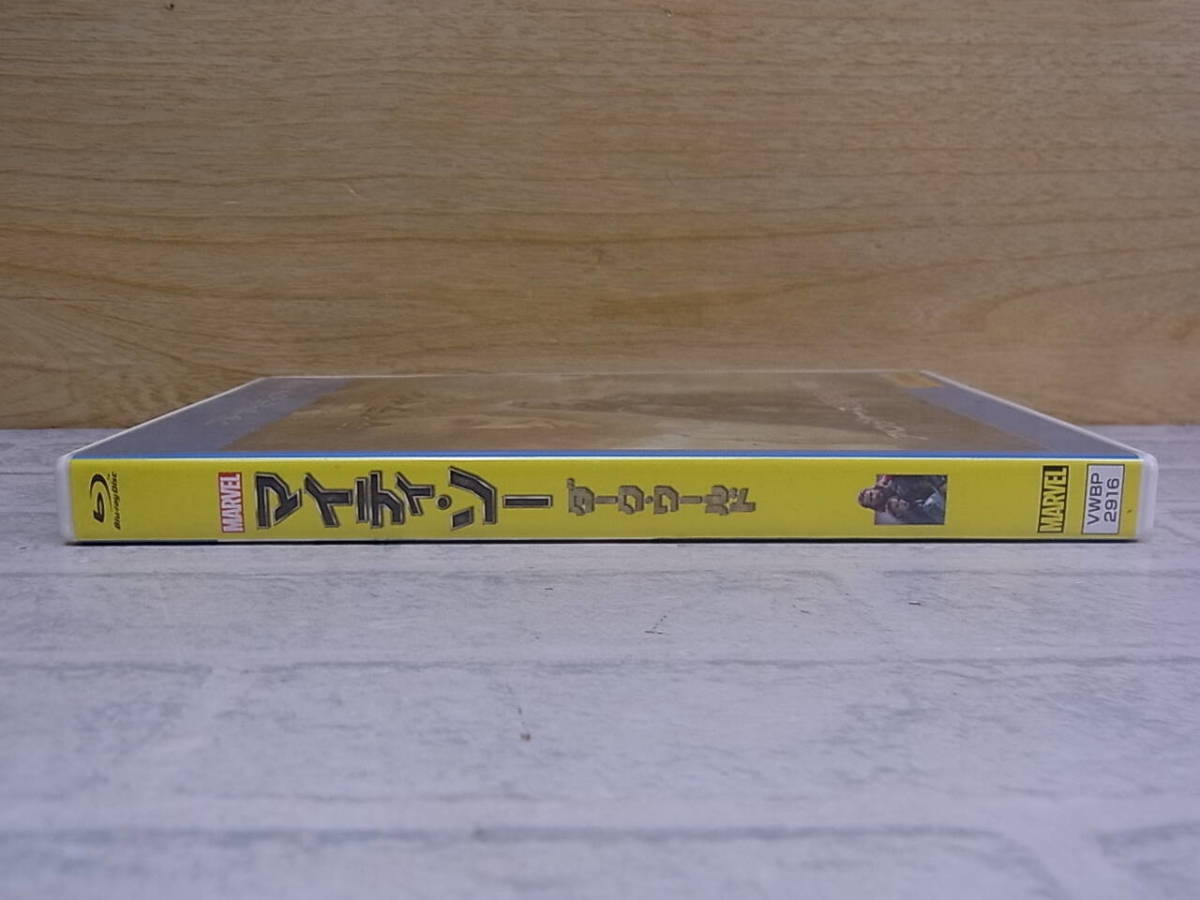 Blu-ray Disc
MARVEL
マイティ・ソー
ダーク・ワールド
MARVEL
VWBP
2916